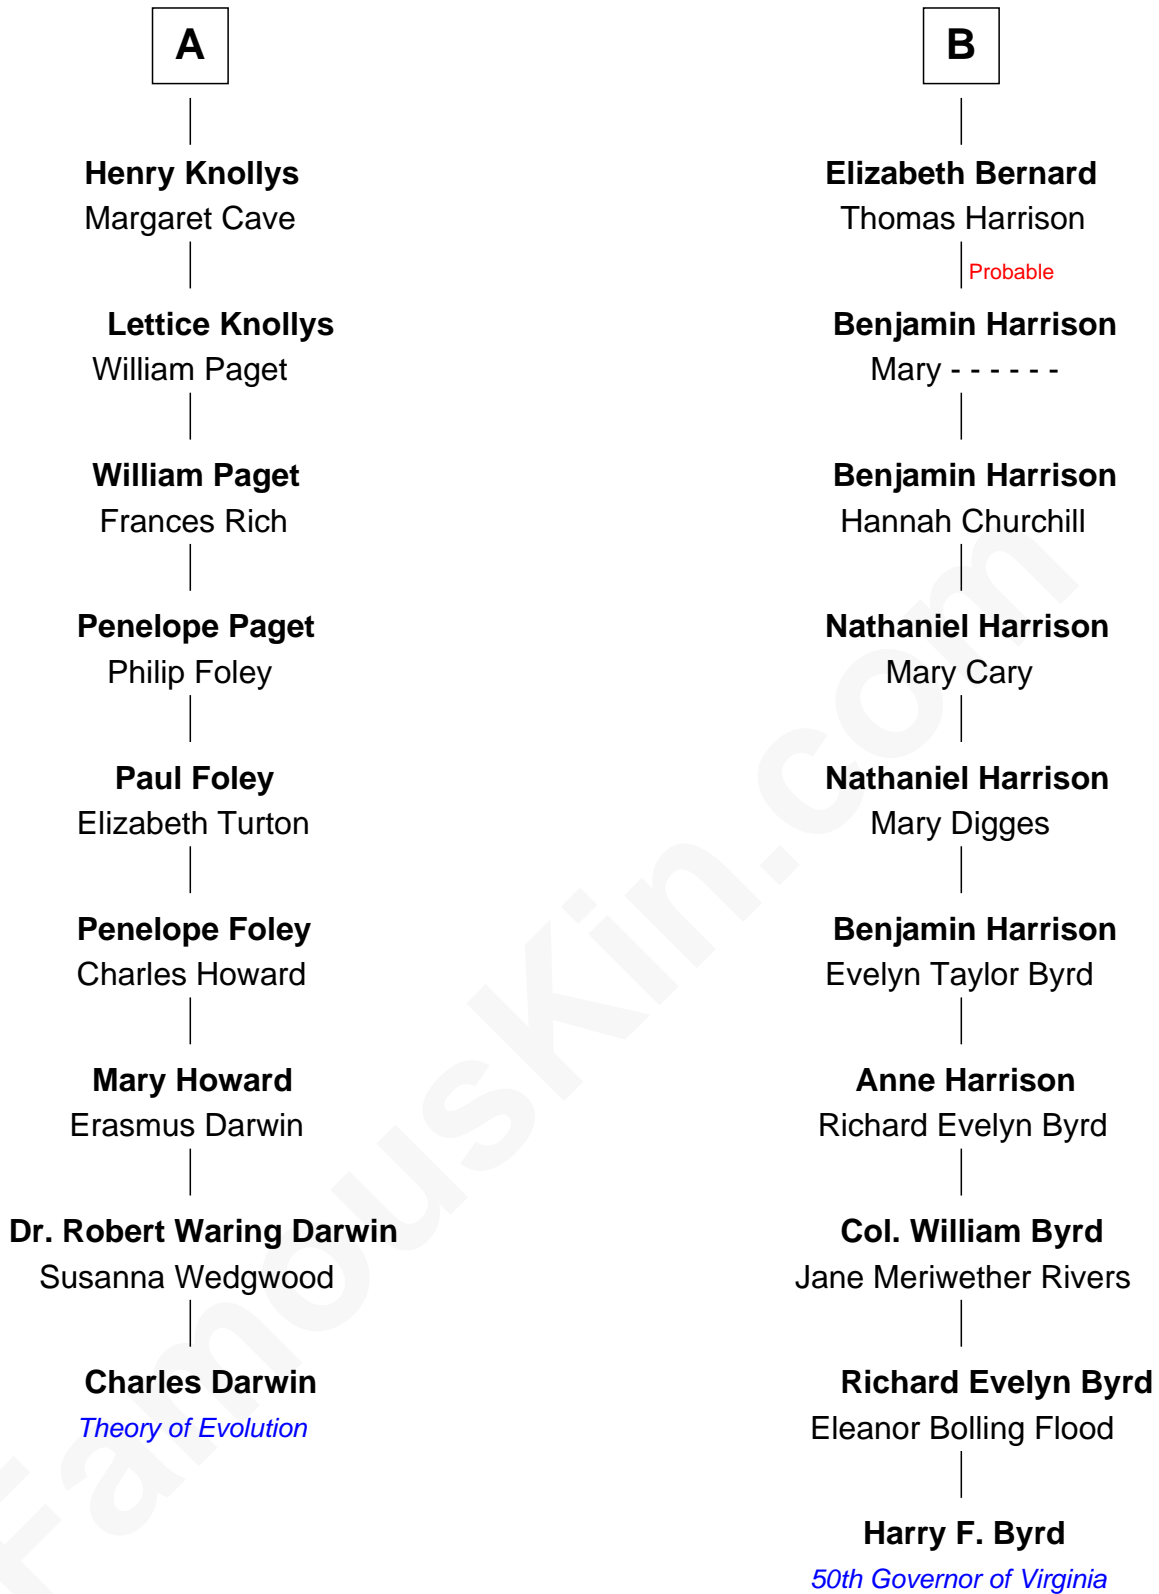 A
Henry Knollys
Margaret Cave
Lettice Knollys
William Paget
William Paget
Frances Rich
Penelope Paget
Philip Foley
Paul Foley
Elizabeth Turton
Penelope Foley
Charles Howard
Mary Howard
Erasmus Darwin
Dr. Robert Waring Darwin
Susanna Wedgwood
Charles Darwin
Theory of Evolution
B
Elizabeth Bernard
Thomas Harrison
Probable
Benjamin Harrison
Mary - - - - - -
Benjamin Harrison
Hannah Churchill
Nathaniel Harrison
Mary Cary
Nathaniel Harrison
Mary Digges
Benjamin Harrison
Evelyn Taylor Byrd
Anne Harrison
Richard Evelyn Byrd
Col. William Byrd
Jane Meriwether Rivers
Richard Evelyn Byrd
Eleanor Bolling Flood
Harry F. Byrd
50th Governor of Virginia
FamousKin.com